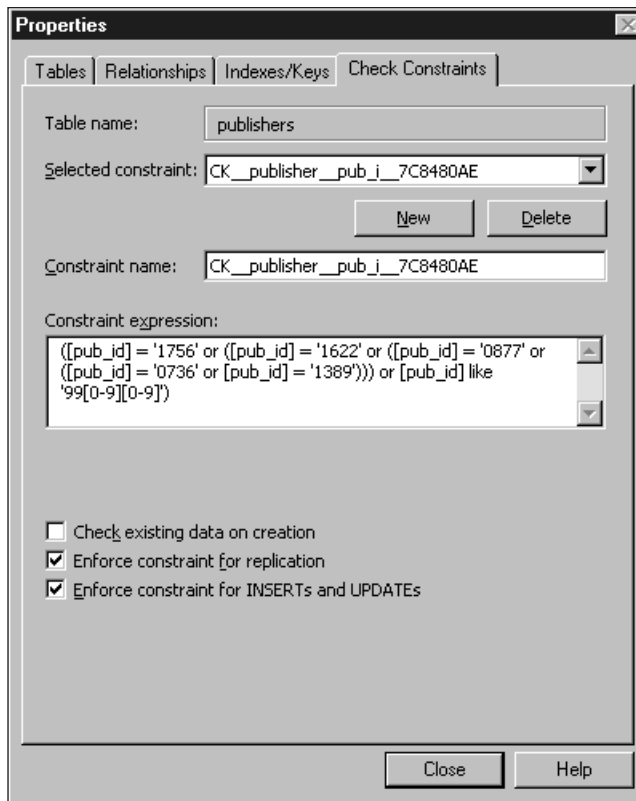 Properties
Tables Relationships Indexes/Keys Check Constraints
Table name: publishers
Selected constraint: CK__publisher__pub_i__7C8480AE
New Delete
Constraint name: CK__publisher__pub_i__7C8480AE
Constraint expression:
([pub_id] = '1756' or ([pub_id] = '1622' or ([pub_id] = '0877' or
([pub_id] = '0736' or [pub_id] = '1389'))) or [pub_id] like
'99[0-9][0-9]')
Check existing data on creation
Enforce constraint for replication
Enforce constraint for INSERTs and UPDATEs
Close Help